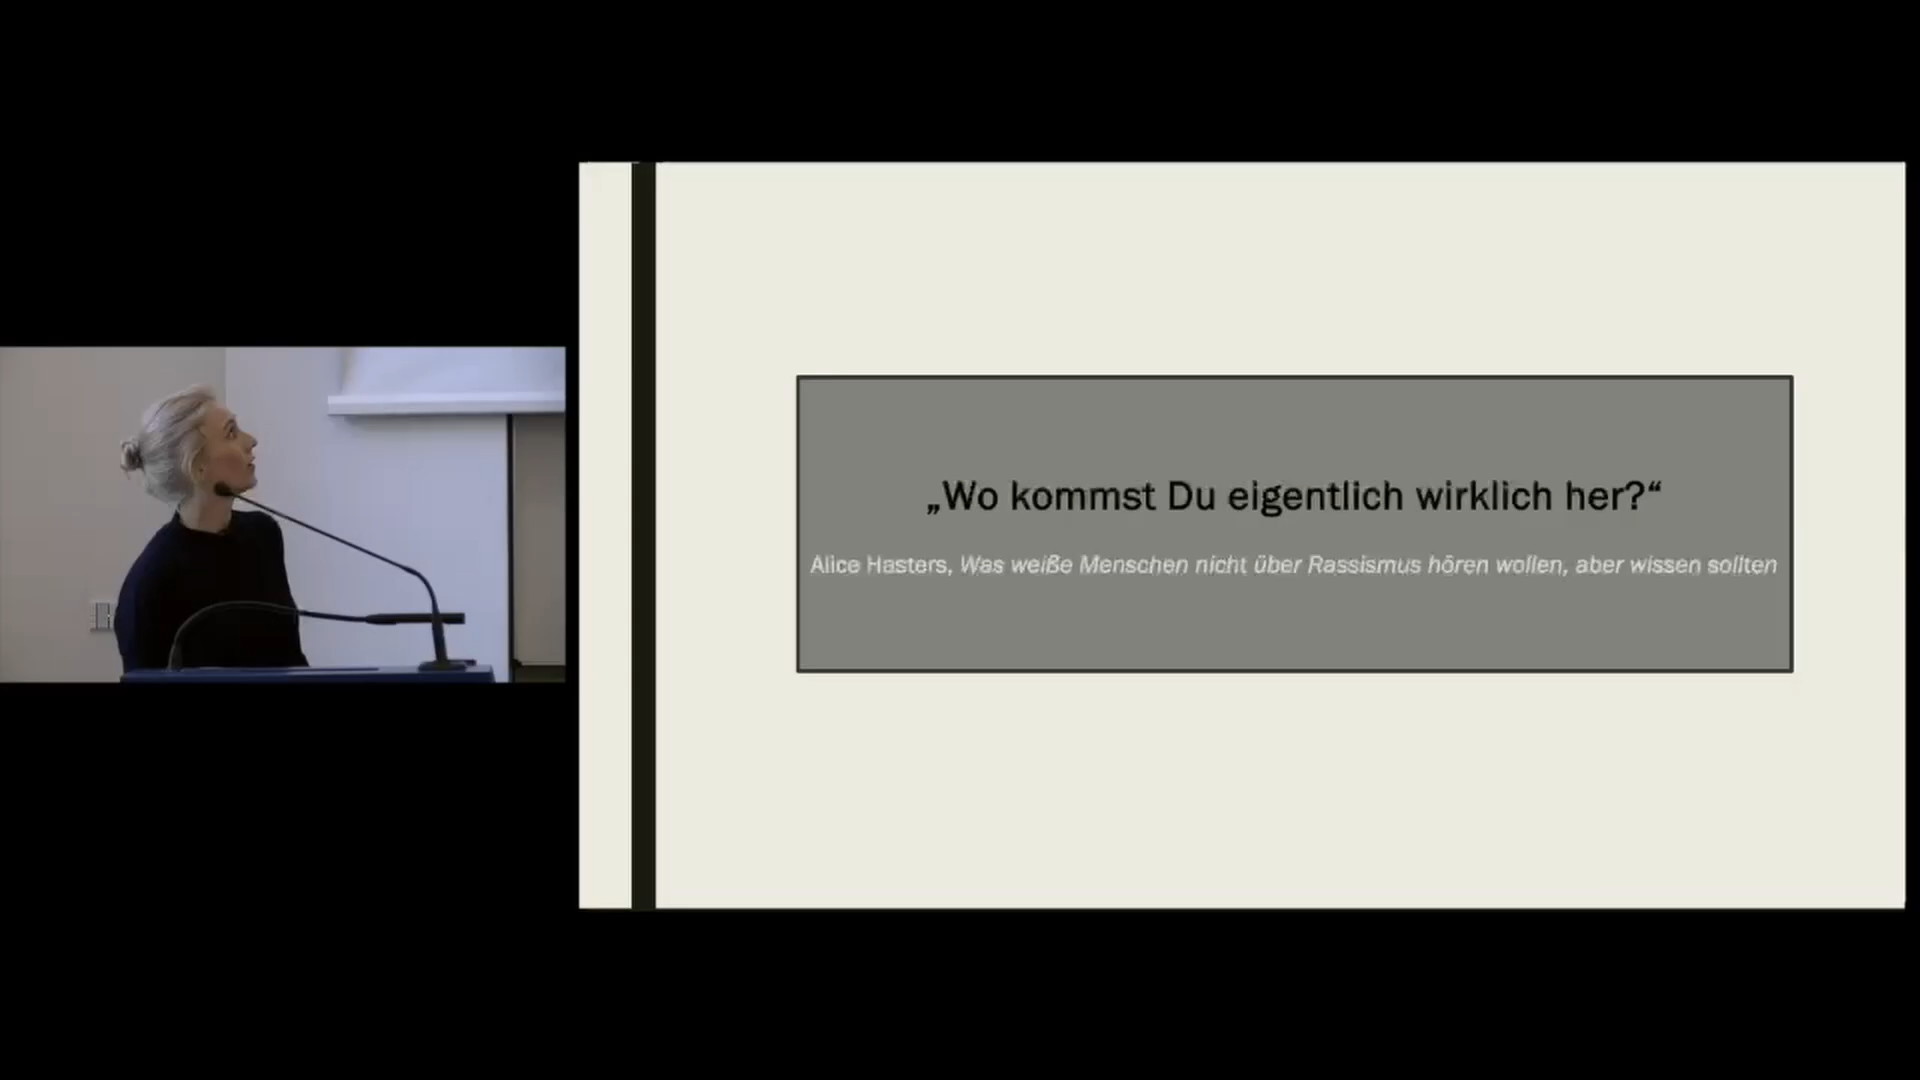 „Wo kommst Du eigentlich wirklich her?“
Alice Hasters, Was weiße Menschen nicht über Rassismus hören wollen, aber wissen sollten